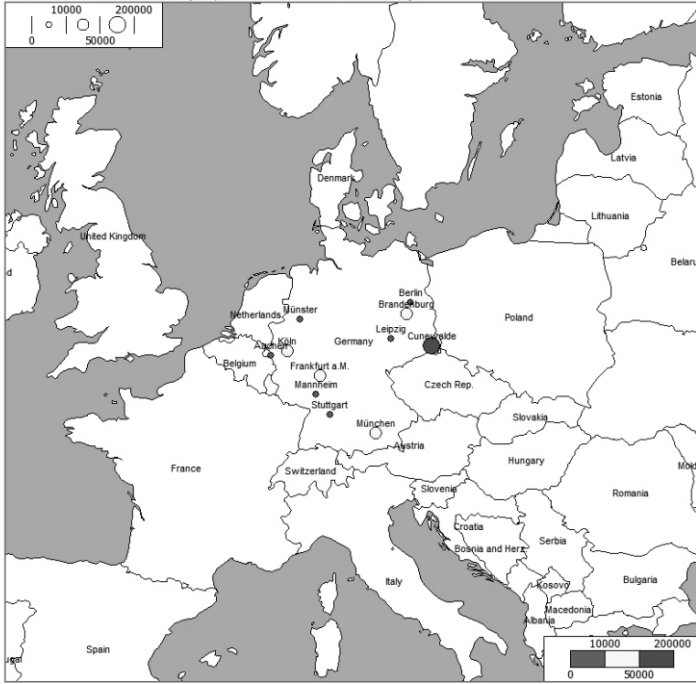 10000 200000
0 50000
Estonia
Latvia
Denmark
Lithuania
United Kingdom
d
Belaru
Berlin
Brandenburg
Netherlands
Münster
Poland
Leipzig
Cunewalde
Köln
Germany
Aachen
Belgium
Frankfurt a.M.
Mannheim
Czech Rep.
Stuttgart
Slovakia
München
Austria
France
Switzerland
Hungary
Mold
Slovenia
Romania
Croatia
Serbia
Bosnia and Herz.
Italy
Kosovo
Bulgaria
Macedonia
Albania
Spain
ugal
10000 200000
0 50000